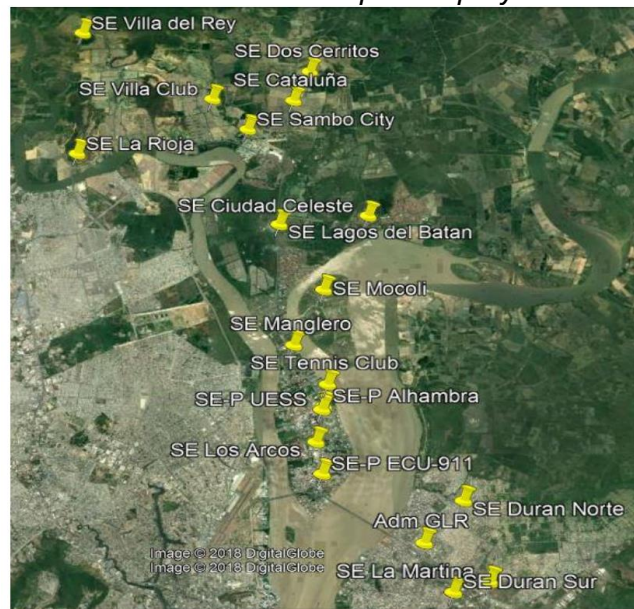 SE Villa del Rey
SE Dos Cerritos
SE Cataluña
SE Villa Club
SE Sambo City
SE La Rioja
SE Ciudad Celeste
SE Lagos del Batan
SE Mocoli
SE Manglero
SE Tennis Club
SE-P UESS
SE-P Alhambra
SE Los Arcos
SE-P ECU-911
SE Duran Norte
Adm GLR
Image © 2018 DigitalGlobe
Image © 2018 DigitalGlobe
SE La Martina
SE Duran Sur